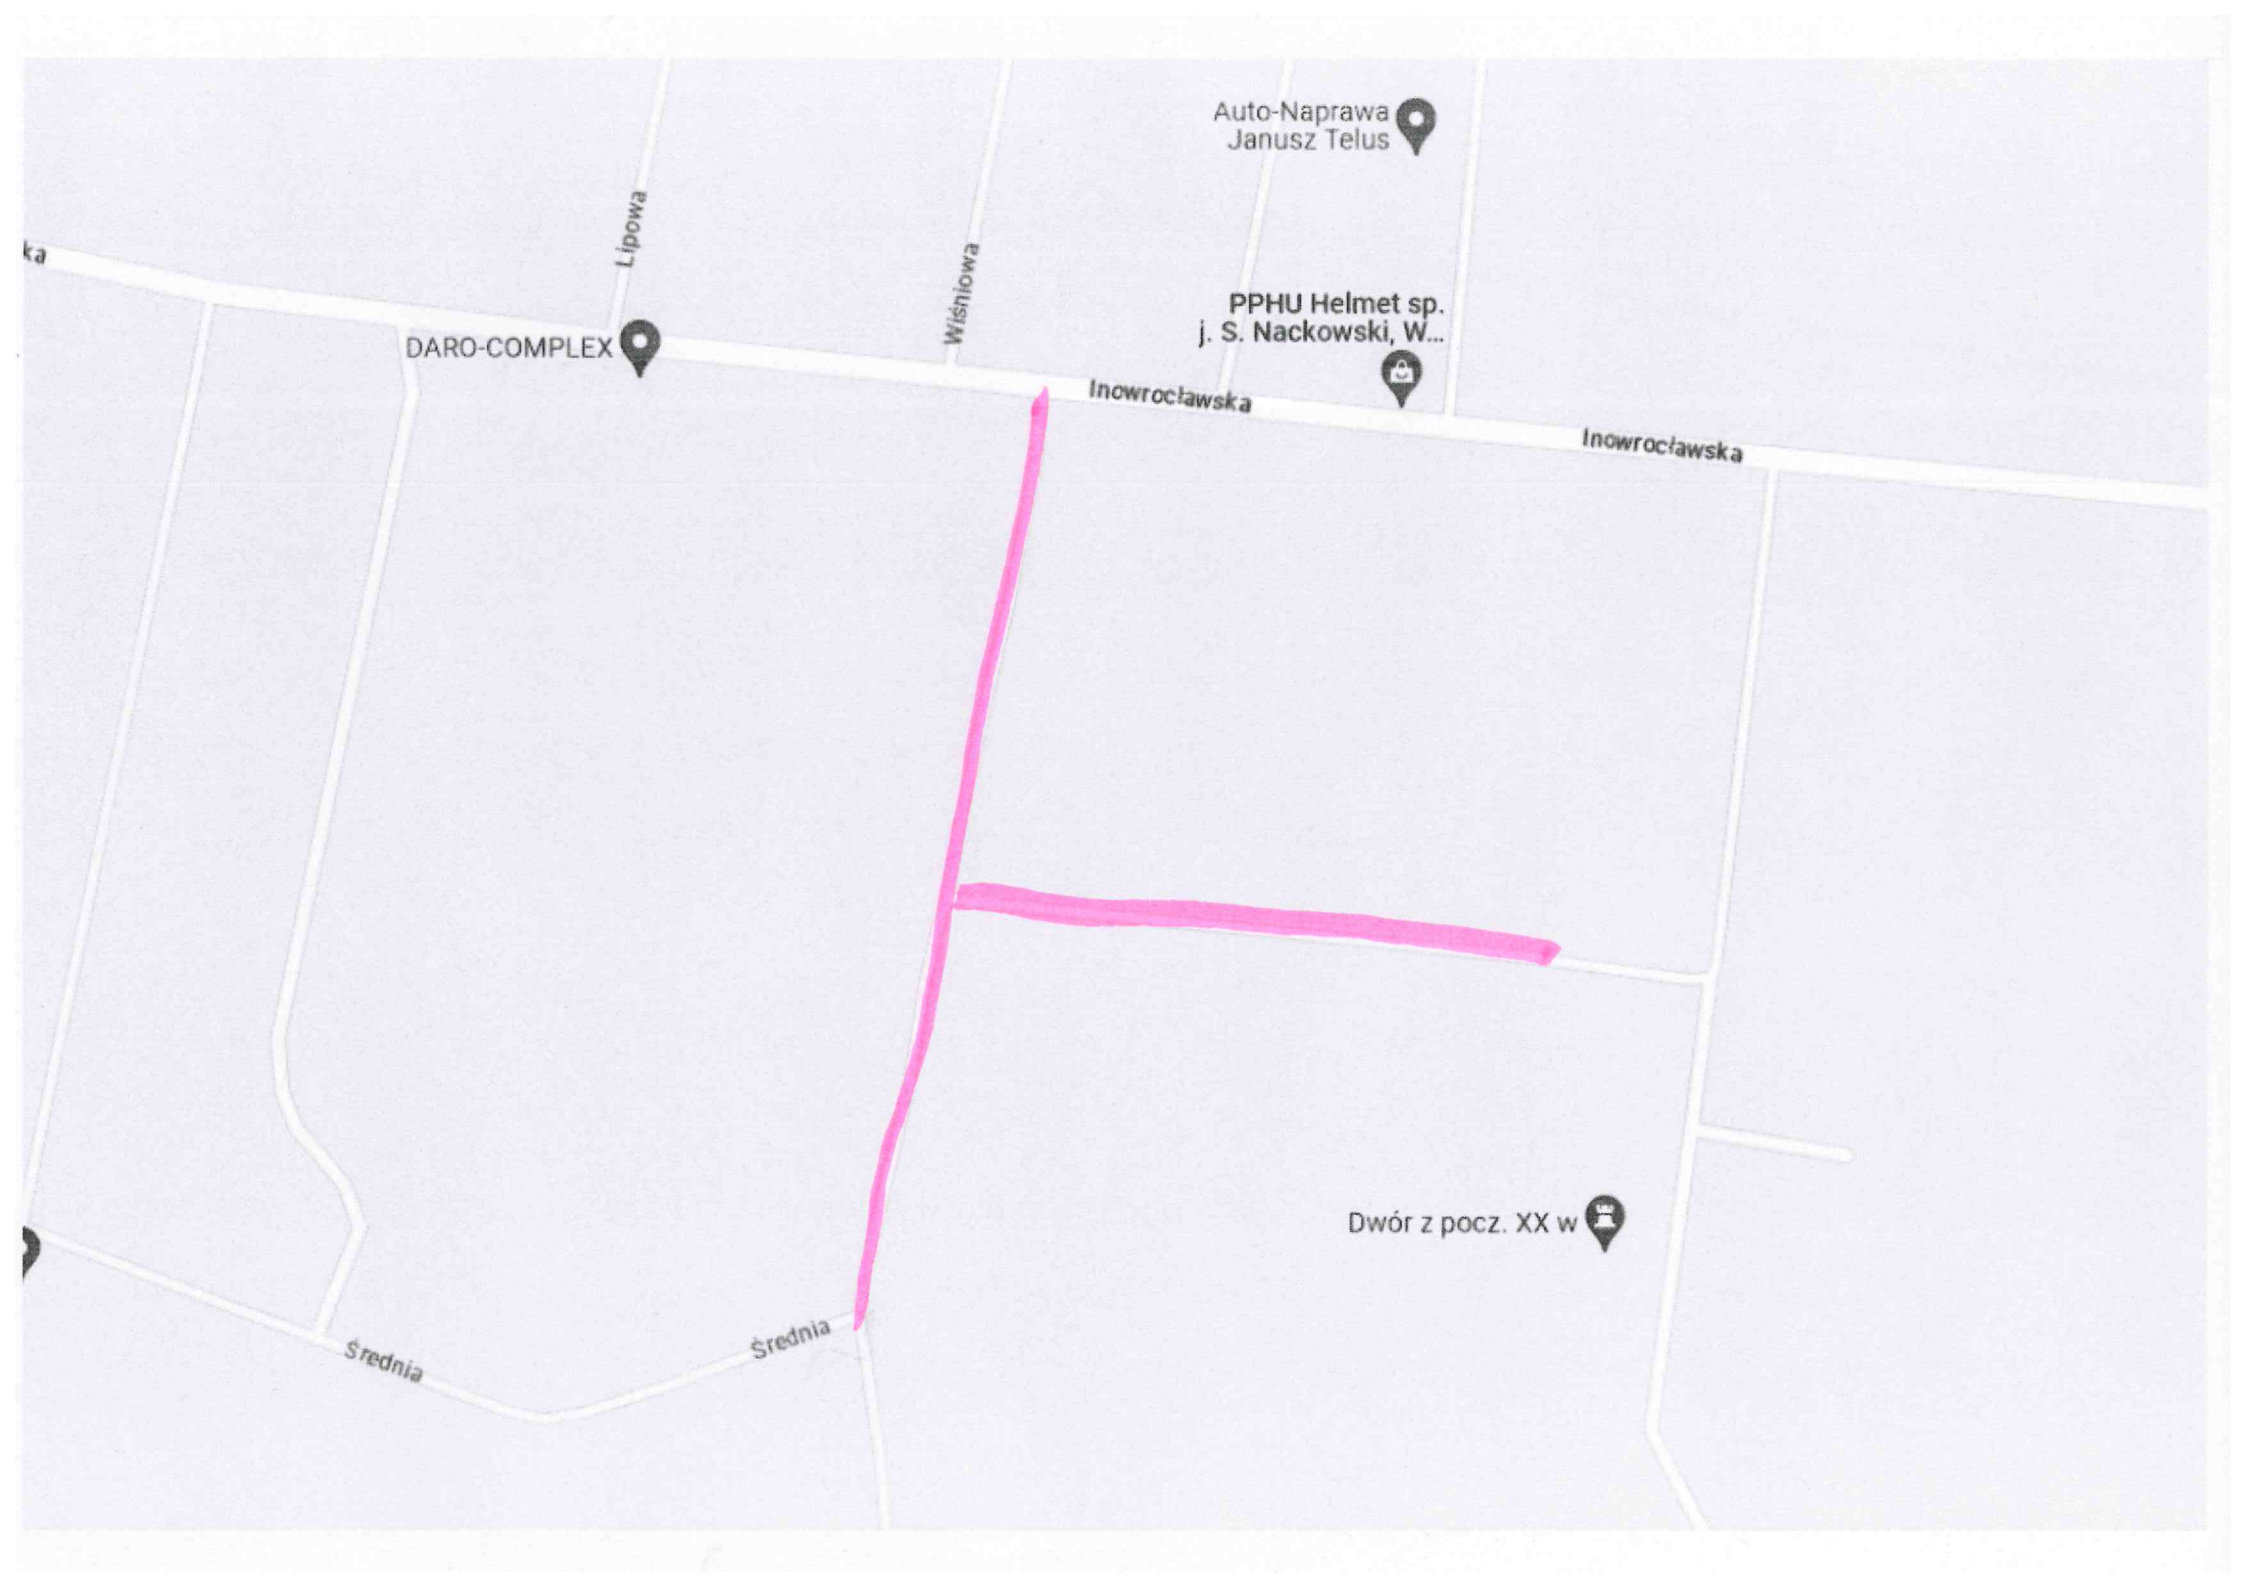 Auto-Naprawa
Janusz Telus
Lipowa
ka
Wiśniowa
PPHU Helmet sp.
j. S. Nackowski, W...
DARO-COMPLEX
Inowrocławska
Inowrocławska
Dwór z pocz. XX w
Średnia
Średnia